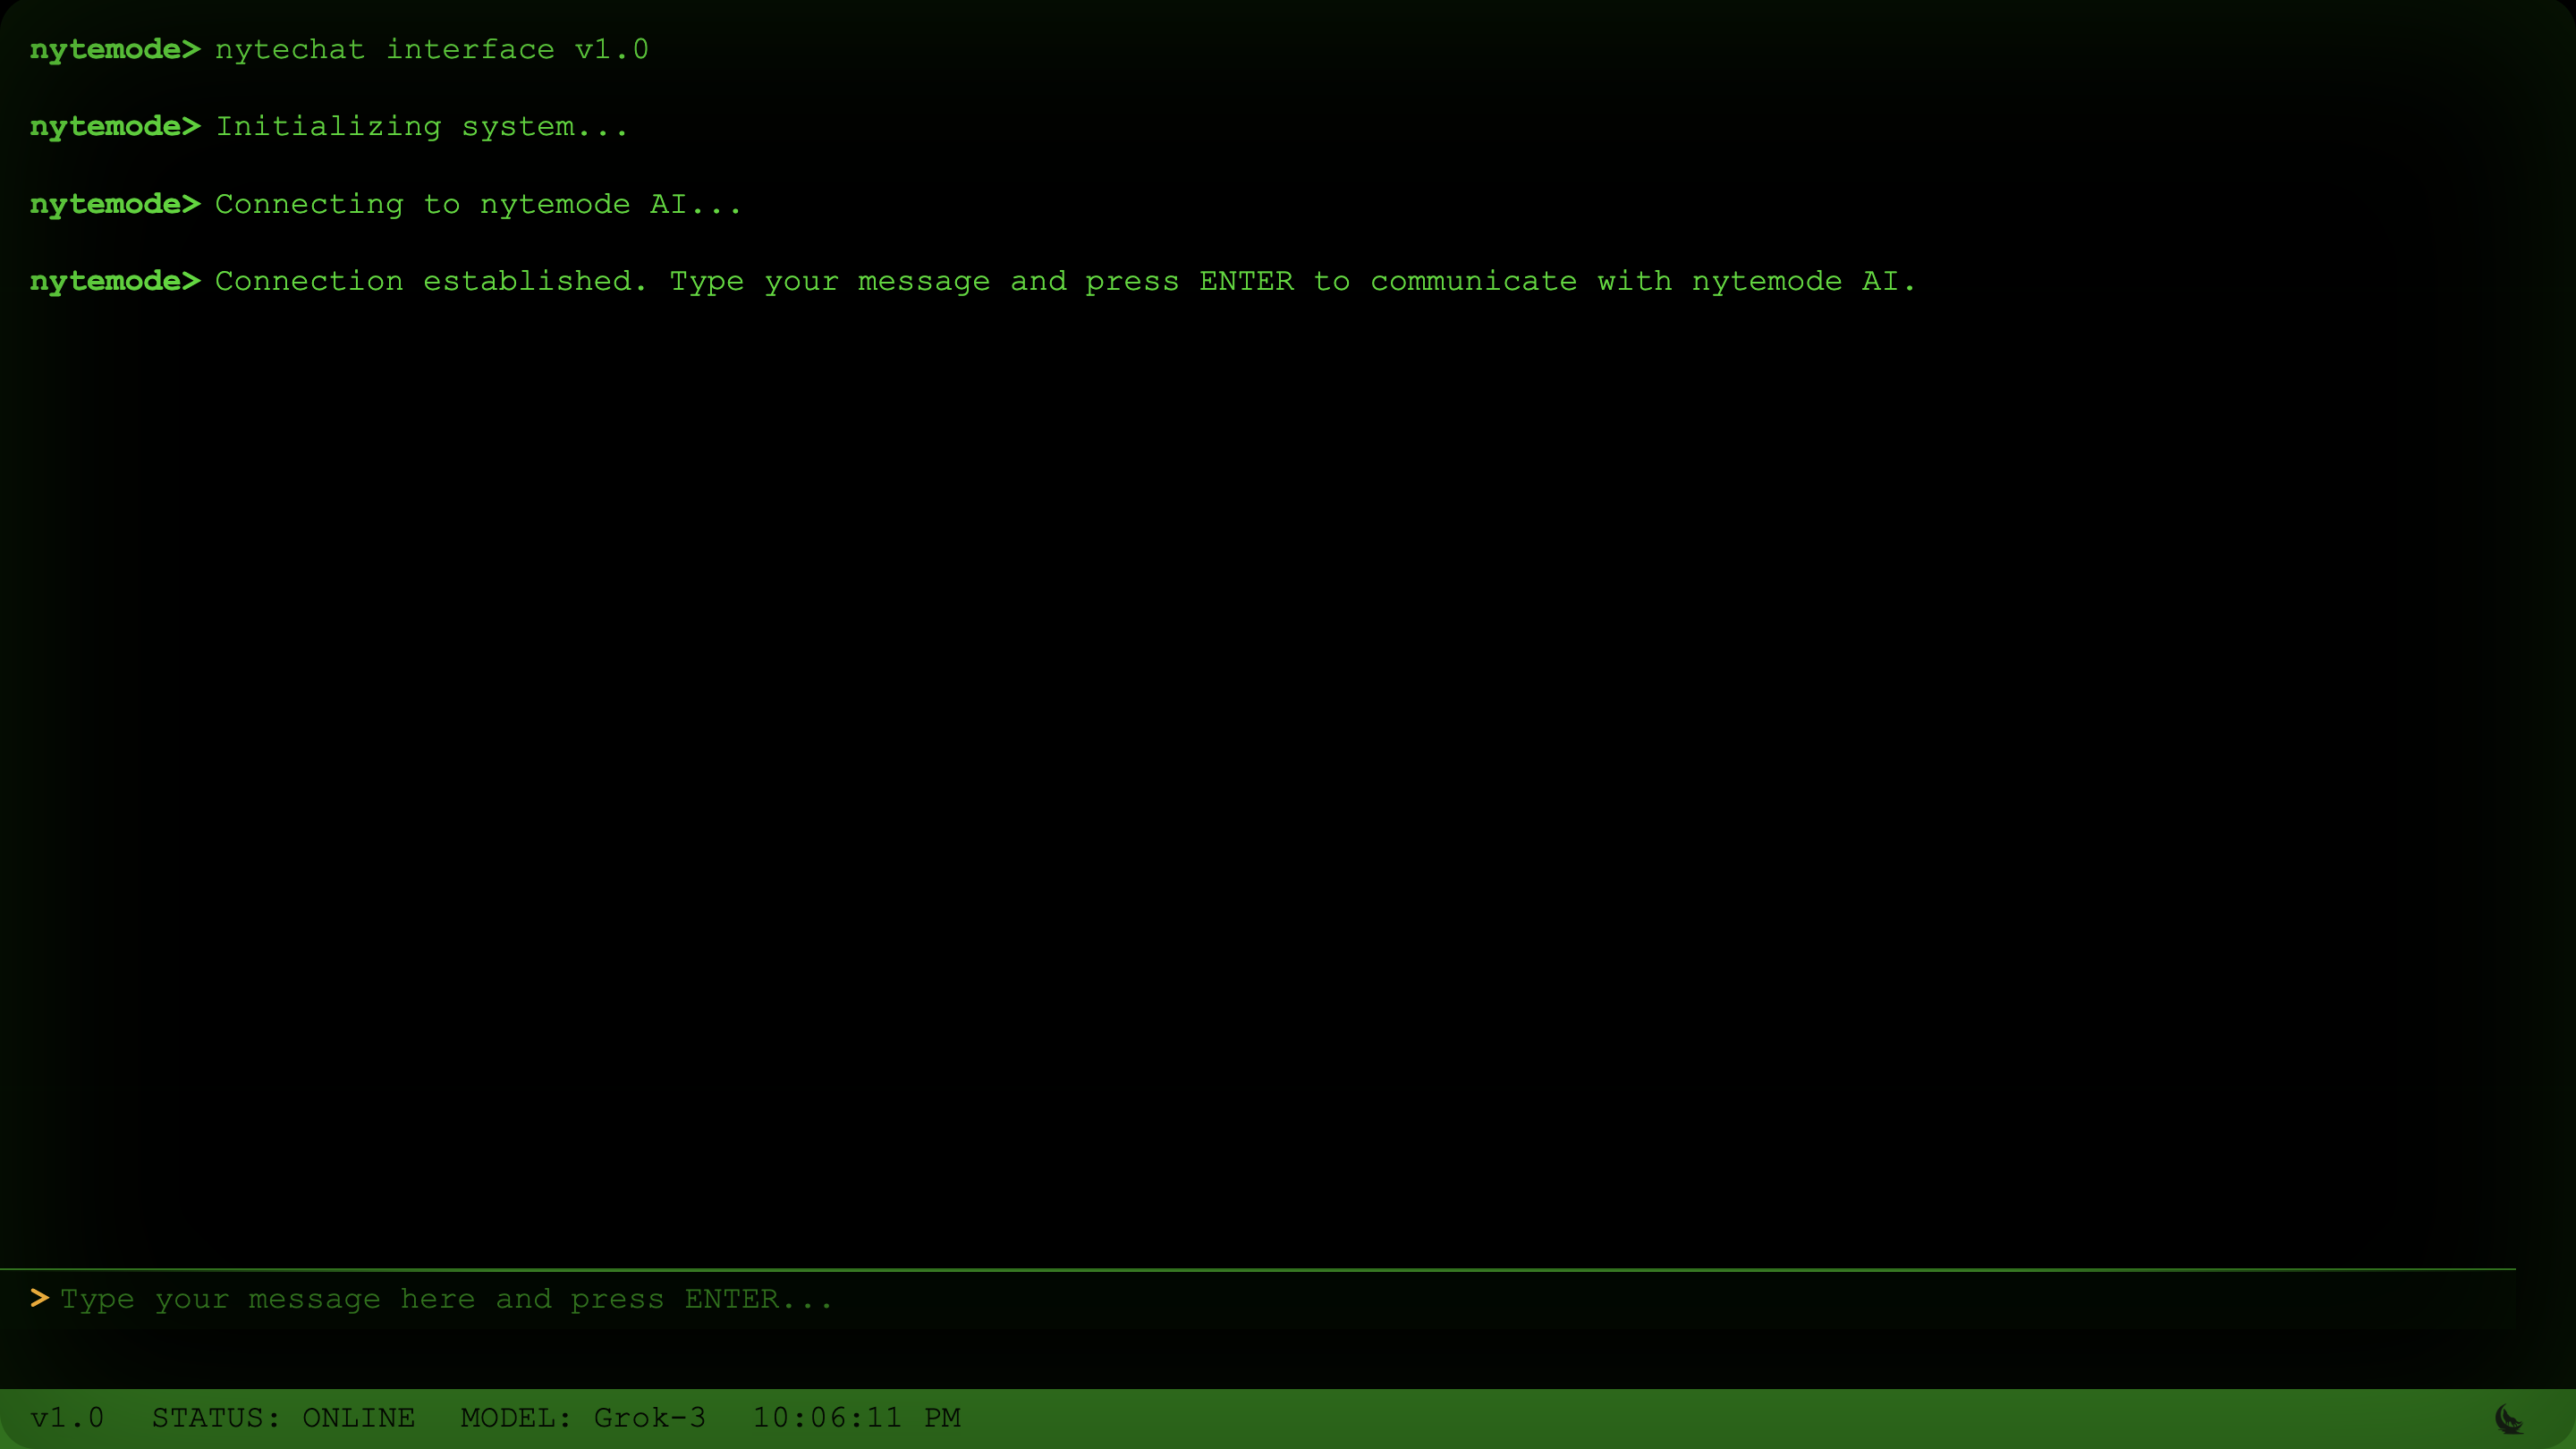 nytemode> nytechat interface v1.0
nytemode> Initializing system...
nytemode> Connecting to nytemode AI...
nytemode> Connection established. Type your message and press ENTER to communicate with nytemode AI.
> Type your message here and press ENTER...
v1.0 STATUS: ONLINE MODEL: Grok-3 10:06:11 PM